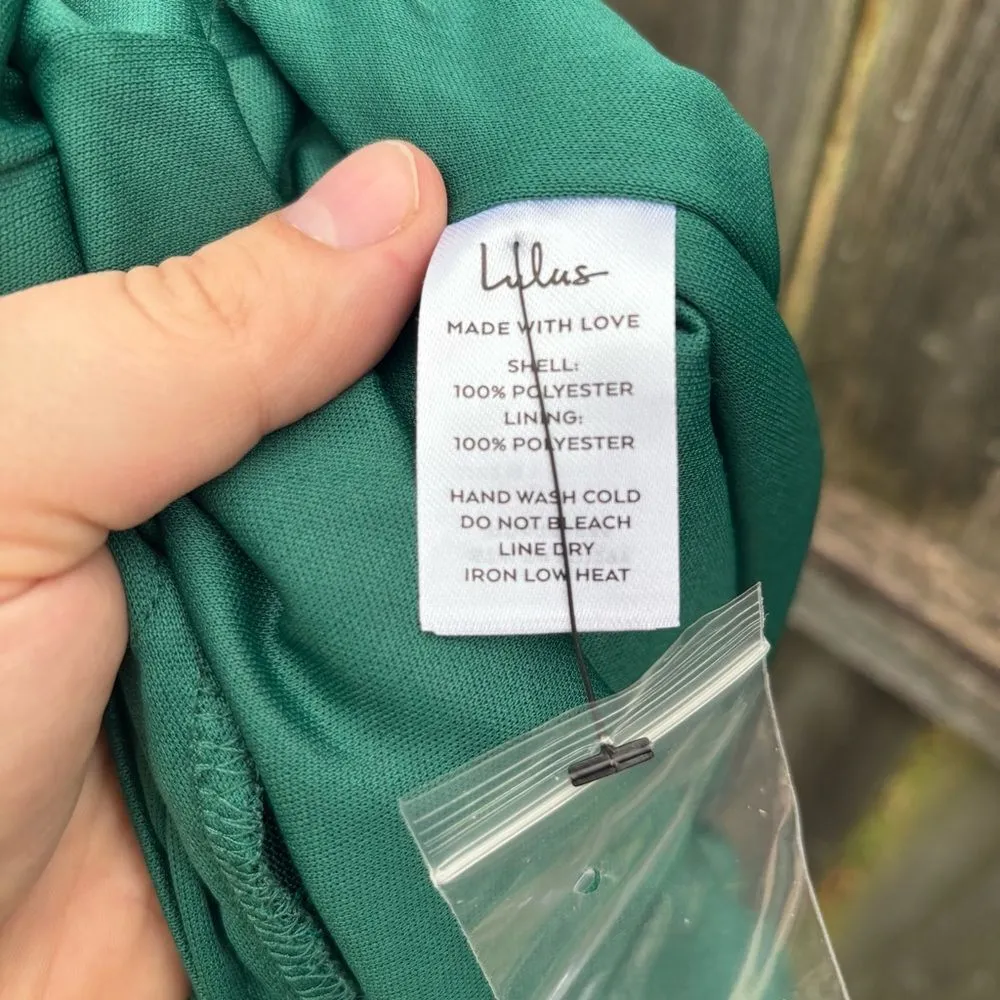 Lulus
MADE WITH LOVE
SHELL:
100% POLYESTER
LINING:
100% POLYESTER
HAND WASH COLD
DO NOT BLEACH
LINE DRY
IRON LOW HEAT